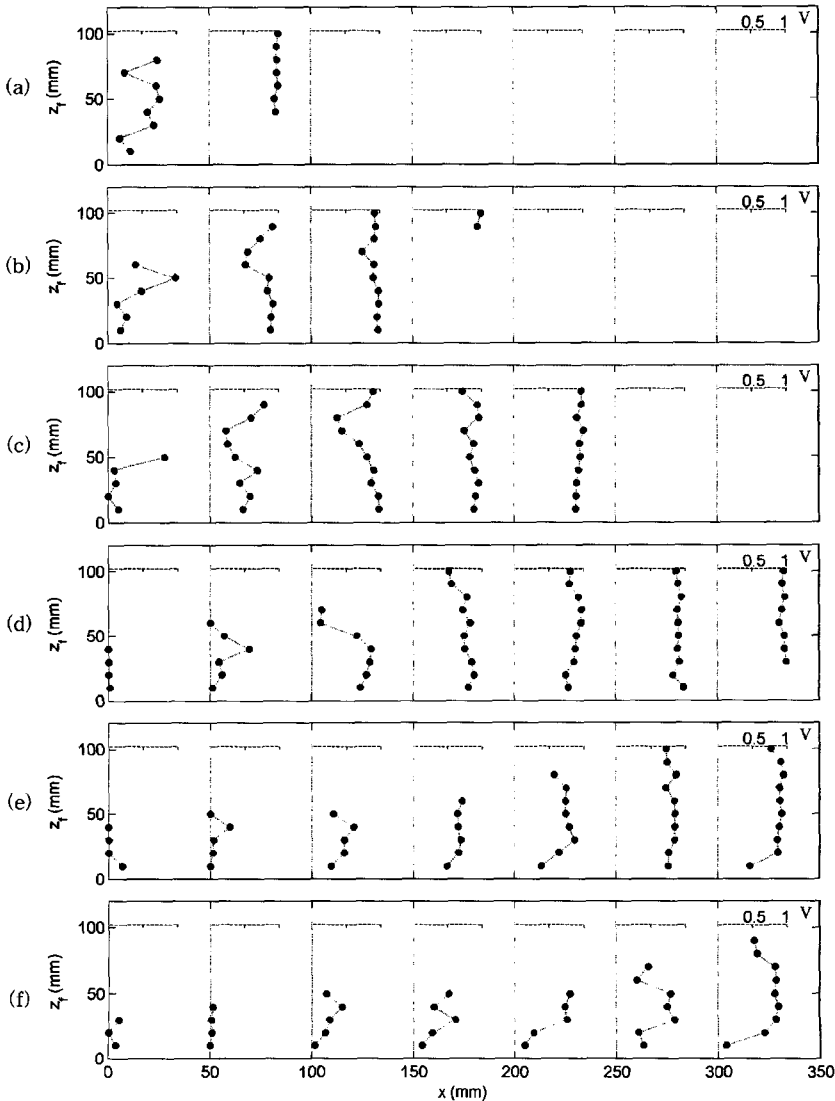 0.5 1 V
100
(a) z_f (mm) 50
0
0.5 1 V
100
(b) z_f (mm) 50
0
0.5 1 V
100
(c) z_f (mm) 50
0
0.5 1 V
100
(d) z_f (mm) 50
0
0.5 1 V
100
(e) z_f (mm) 50
0
0.5 1 V
100
(f) z_f (mm) 50
0
0 50 100 150 200 250 300 350
x (mm)